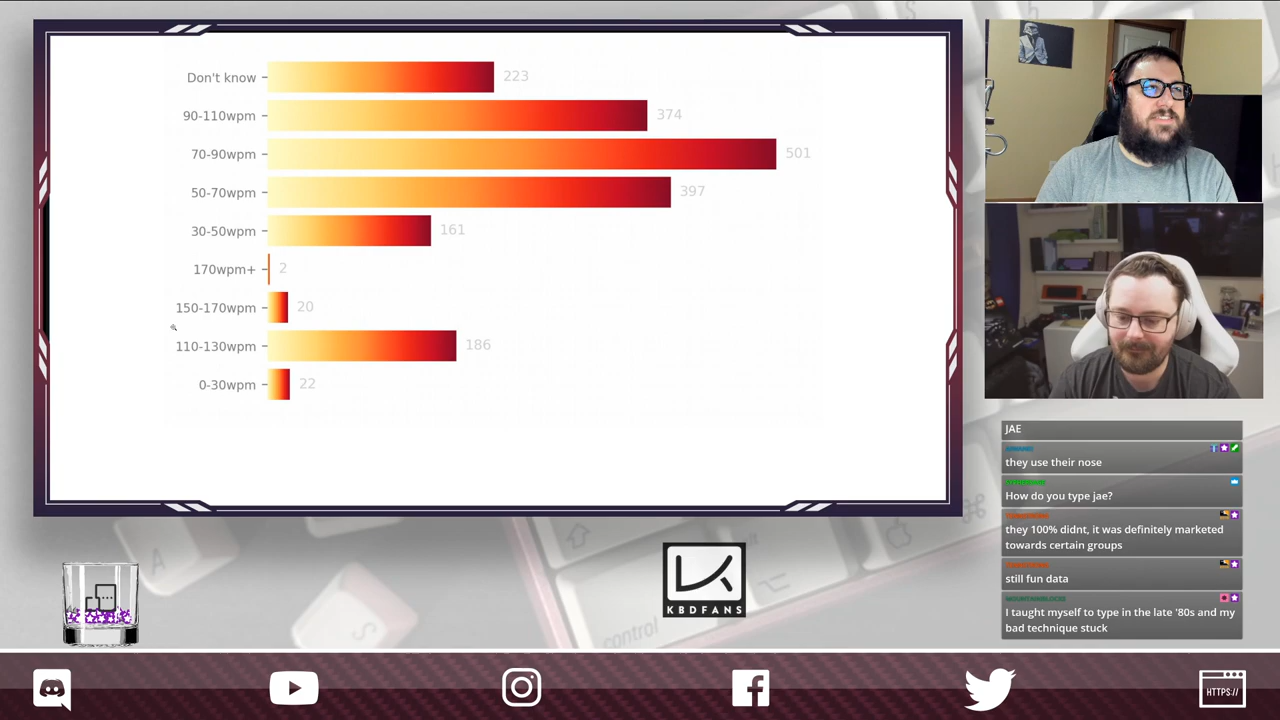 Don't know
223
90-110wpm
374
70-90wpm
501
50-70wpm
397
30-50wpm
161
170wpm+
2
150-170wpm
20
110-130wpm
186
0-30wpm
22
JAE
they use their nose
How do you type jae?
they 100% didnt, it was definitely marketed
towards certain groups
still fun data
I taught myself to type in the late '80s and my
bad technique stuck
KBDFANS
A
control
HTTPS://